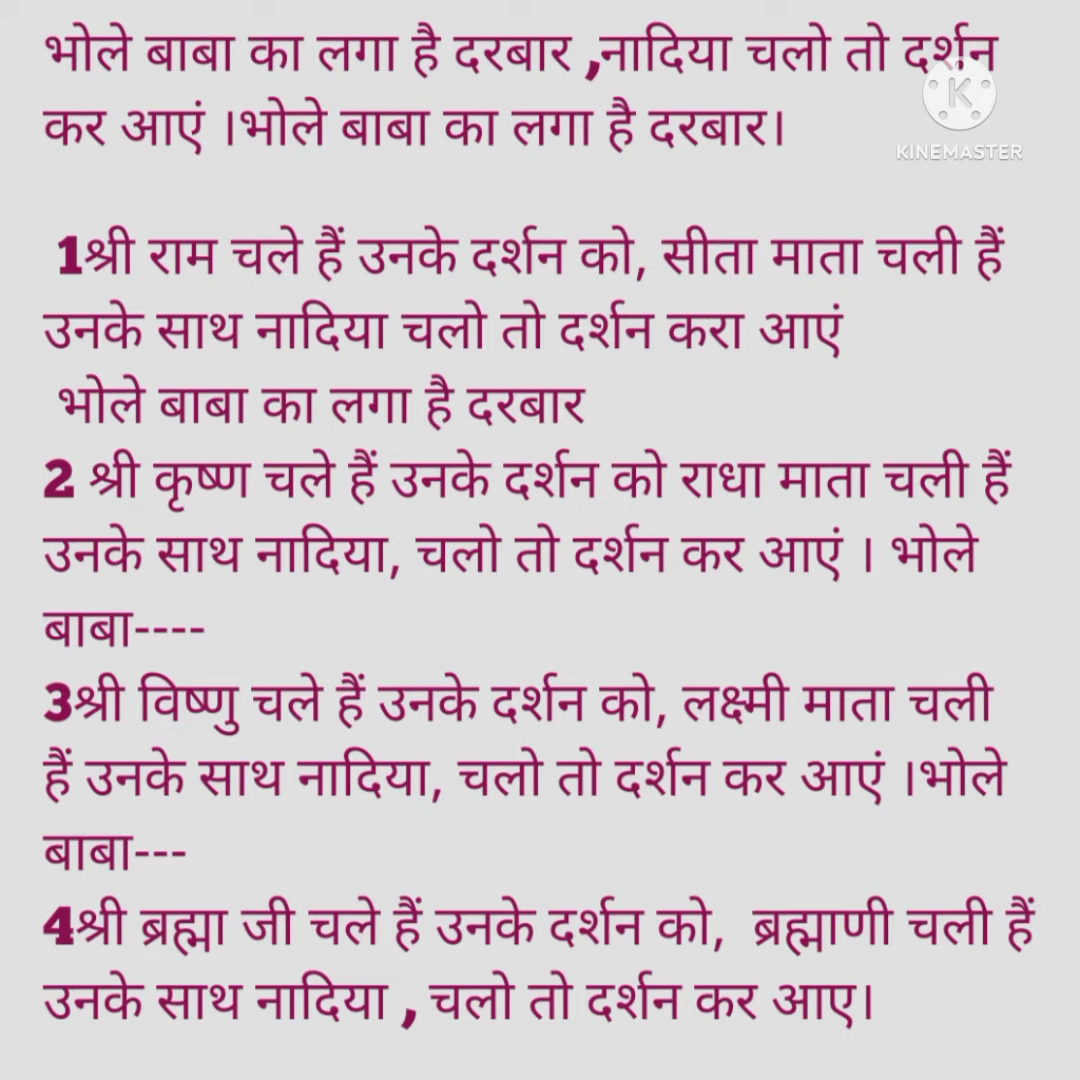 भोले बाबा का लगा है दरबार ,नादिया चलो तो दर्शन
कर आएं ।भोले बाबा का लगा है दरबार।
K
KINEMASTER
1श्री राम चले हैं उनके दर्शन को, सीता माता चली हैं
उनके साथ नादिया चलो तो दर्शन करा आएं
भोले बाबा का लगा है दरबार
2 श्री कृष्ण चले हैं उनके दर्शन को राधा माता चली हैं
उनके साथ नादिया, चलो तो दर्शन कर आएं । भोले
बाबा----
3श्री विष्णु चले हैं उनके दर्शन को, लक्ष्मी माता चली
हैं उनके साथ नादिया, चलो तो दर्शन कर आएं ।भोले
बाबा---
4श्री ब्रह्मा जी चले हैं उनके दर्शन को, ब्रह्माणी चली हैं
उनके साथ नादिया , चलो तो दर्शन कर आए।